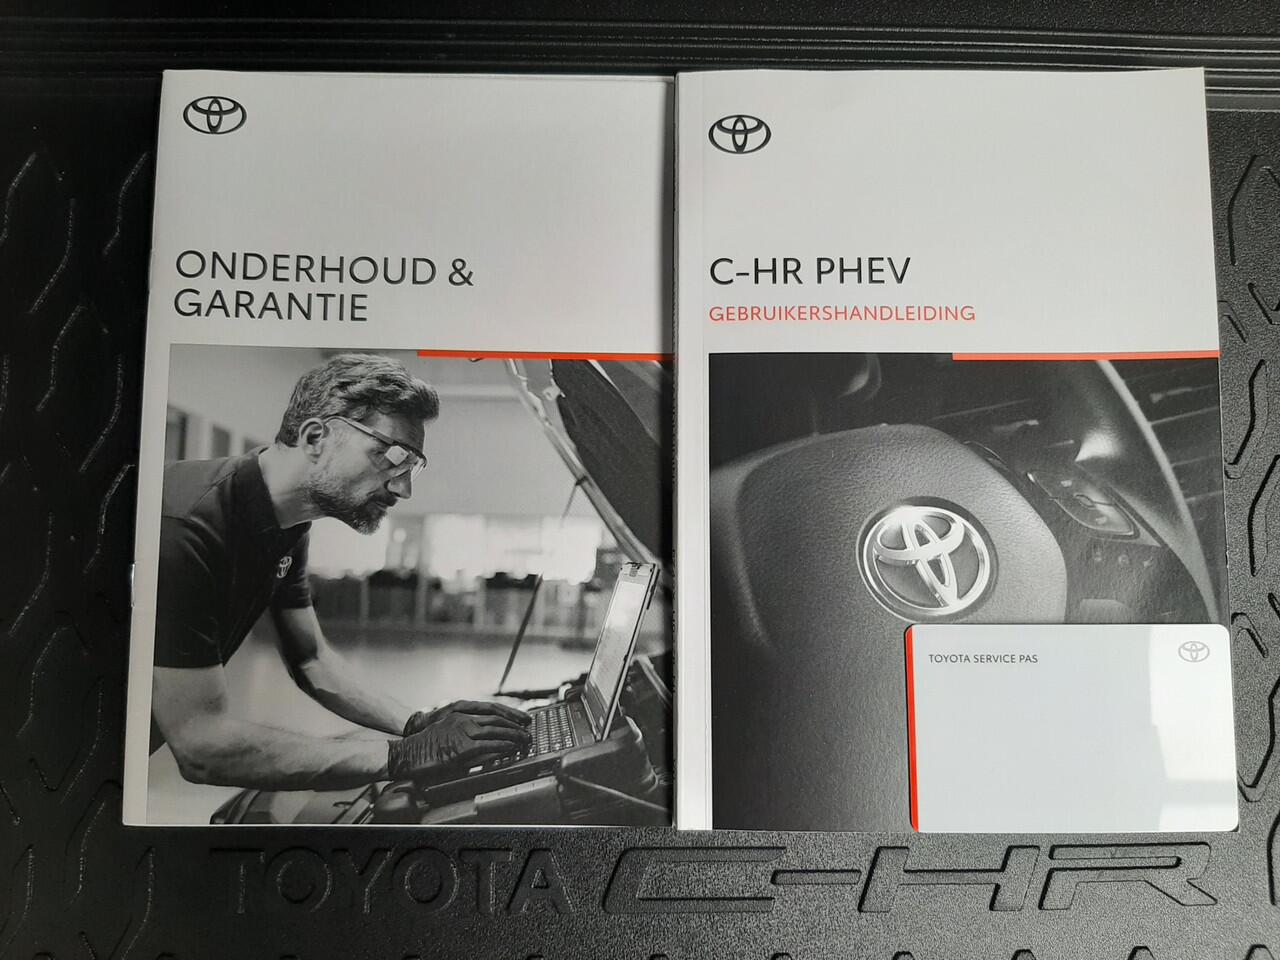 ONDERHOUD &
GARANTIE
C-HR PHEV
GEBRUIKERSHANDLEIDING
TOYOTA SERVICE PAS
TOYOTA C-HR